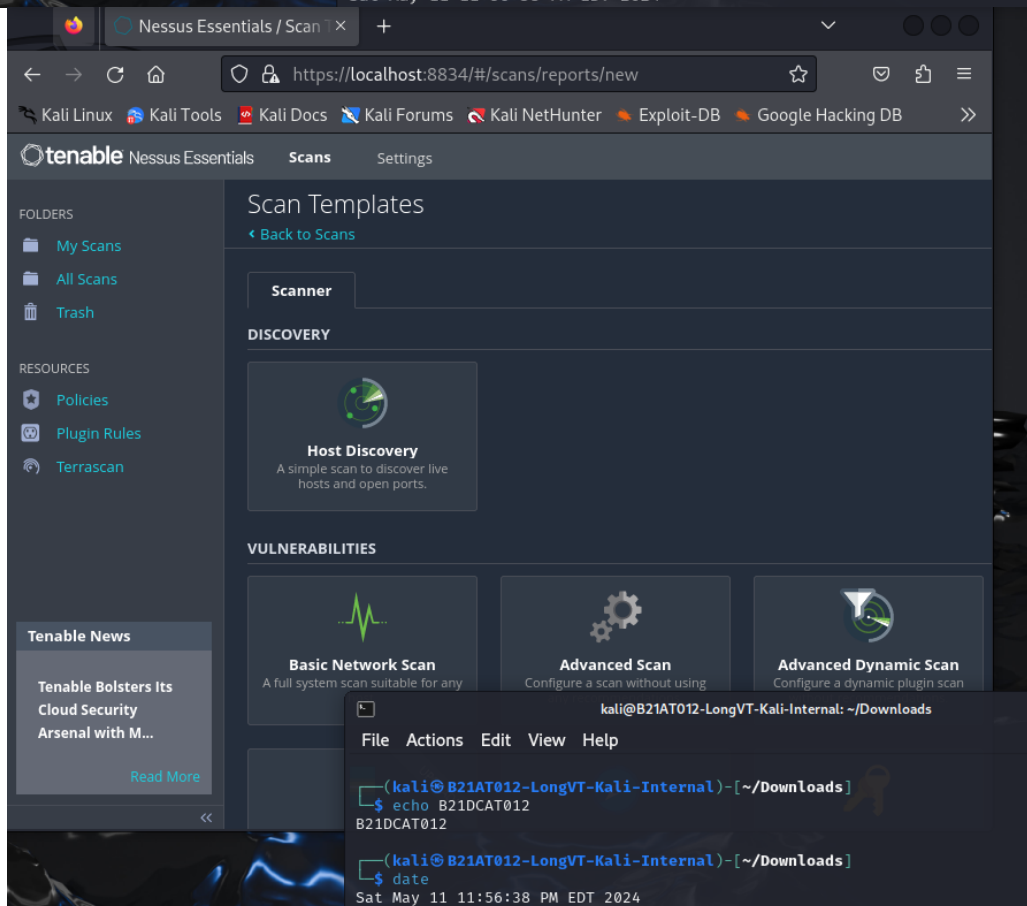 Nessus Essentials / Scan T
https://localhost:8834/#/scans/reports/new
Kali Linux Kali Tools Kali Docs Kali Forums Kali NetHunter Exploit-DB Google Hacking DB
tenable Nessus Essentials Scans Settings
FOLDERS
My Scans
All Scans
Trash
RESOURCES
Policies
Plugin Rules
Terrascan
Tenable News
Tenable Bolsters Its
Cloud Security
Arsenal with M...
Read More
Scan Templates
Back to Scans
Scanner
DISCOVERY
Host Discovery
A simple scan to discover live
hosts and open ports.
VULNERABILITIES
Basic Network Scan
A full system scan suitable for any
Advanced Scan
Configure a scan without using
Advanced Dynamic Scan
Configure a dynamic plugin scan
kali@B21AT012-LongVT-Kali-Internal: ~/Downloads
File Actions Edit View Help
(kali㉿B21AT012-LongVT-Kali-Internal)-[~/Downloads]
$ echo B21DCAT012
B21DCAT012
(kali㉿B21AT012-LongVT-Kali-Internal)-[~/Downloads]
$ date
Sat May 11 11:56:38 PM EDT 2024